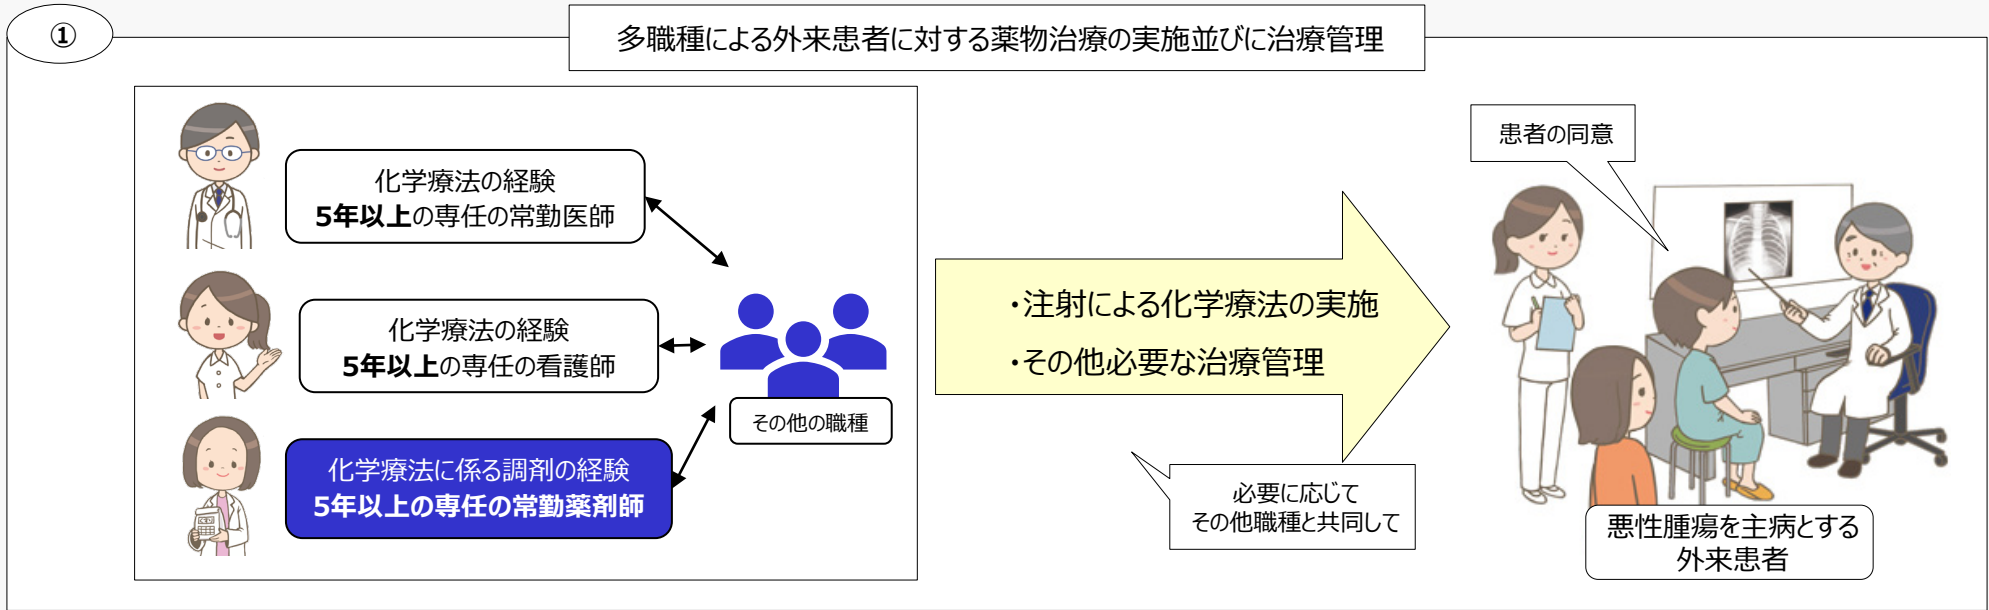 ①
多職種による外来患者に対する薬物治療の実施並びに治療管理
化学療法の経験
5年以上の専任の常勤医師
化学療法の経験
5年以上の専任の看護師
化学療法に係る調剤の経験
5年以上の専任の常勤薬剤師
その他の職種
・注射による化学療法の実施
・その他必要な治療管理
必要に応じて
その他職種と共同して
患者の同意
悪性腫瘍を主病とする
外来患者